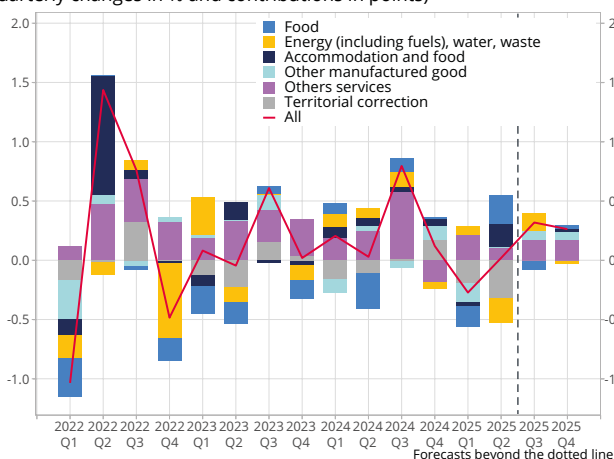 quarterly changes in % and contributions in points)
Food
Energy (including fuels), water, waste
Accommodation and food
Other manufactured good
Others services
Territorial correction
All
2.0
1.5
1.0
0.5
0.0
-0.5
-1.0
2022 2022 2022 2022 2023 2023 2023 2023 2024 2024 2024 2024 2025 2025 2025 2025
Q1 Q2 Q3 Q4 Q1 Q2 Q3 Q4 Q1 Q2 Q3 Q4 Q1 Q2 Q3 Q4
Forecasts beyond the dotted line